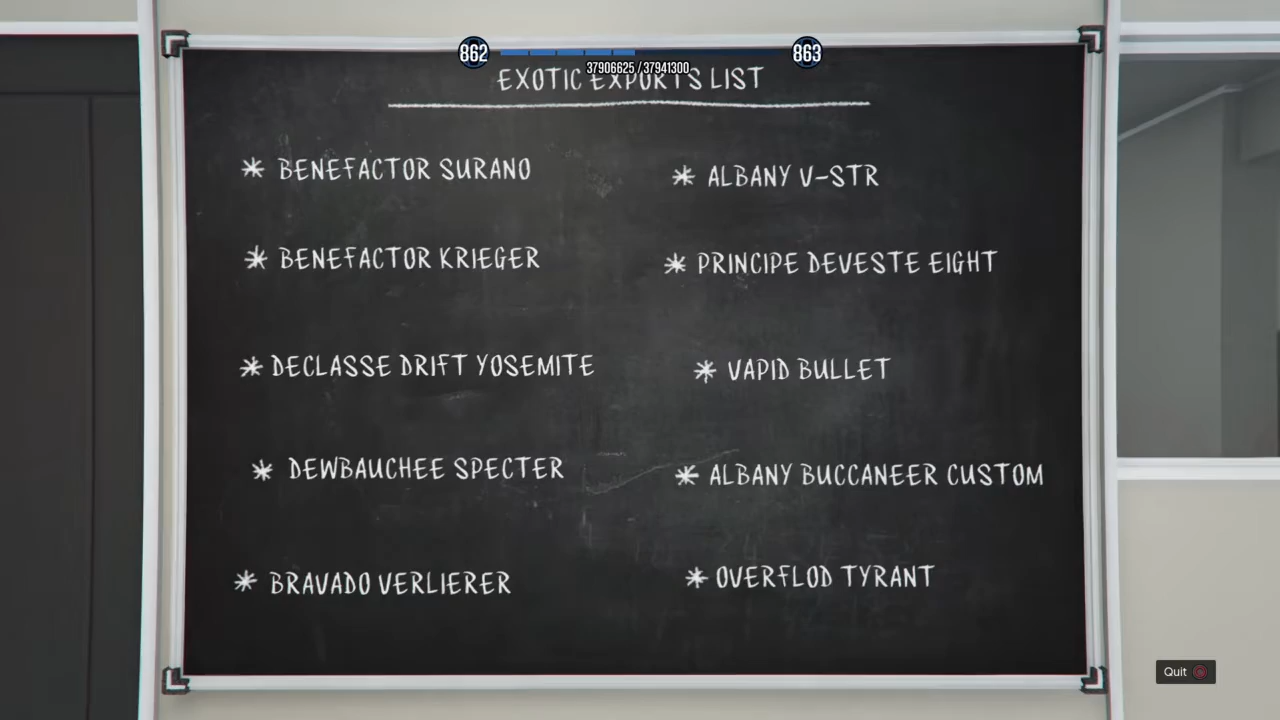 862 863
37906625 / 37941300
EXOTIC EXPORTS LIST
* BENEFACTOR SURANO
* BENEFACTOR KRIEGER
* DECLASSE DRIFT YOSEMITE
* DEWBAUCHEE SPECTER
* BRAVADO VERLIERER
* ALBANY V-STR
* PRINCIPE DEVESTE EIGHT
* VAPID BULLET
* ALBANY BUCCANEER CUSTOM
* OVERFLOD TYRANT
Quit